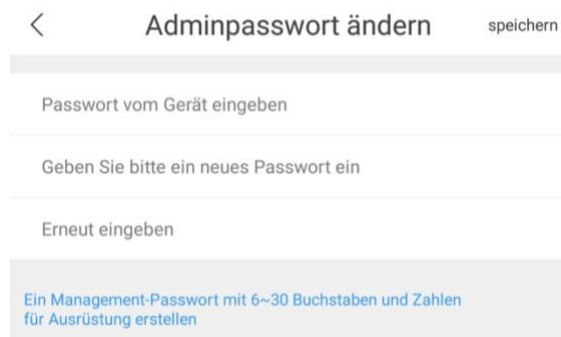 Adminpasswort ändern speichern
Passwort vom Gerät eingeben
Geben Sie bitte ein neues Passwort ein
Erneut eingeben
Ein Management-Passwort mit 6~30 Buchstaben und Zahlen
für Ausrüstung erstellen